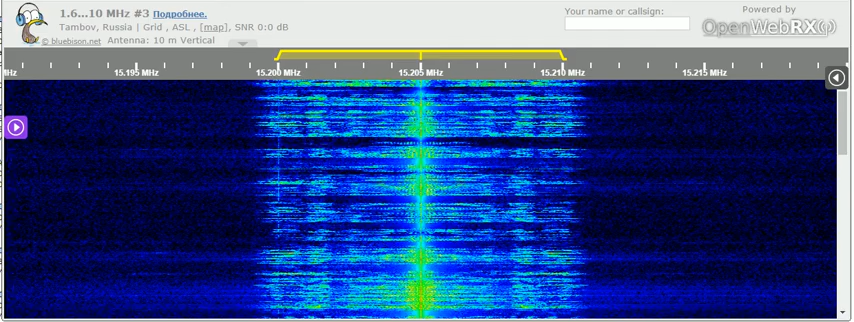 1.6...10 MHz #3 Подробнее.
Tambov, Russia | Grid , ASL , [map], SNR 0:0 dB
© bluebison.net Antenna: 10 m Vertical
Your name or callsign:
Powered by
OpenWebRX
MHz 15.195 MHz 15.200 MHz 15.205 MHz 15.210 MHz 15.215 MHz